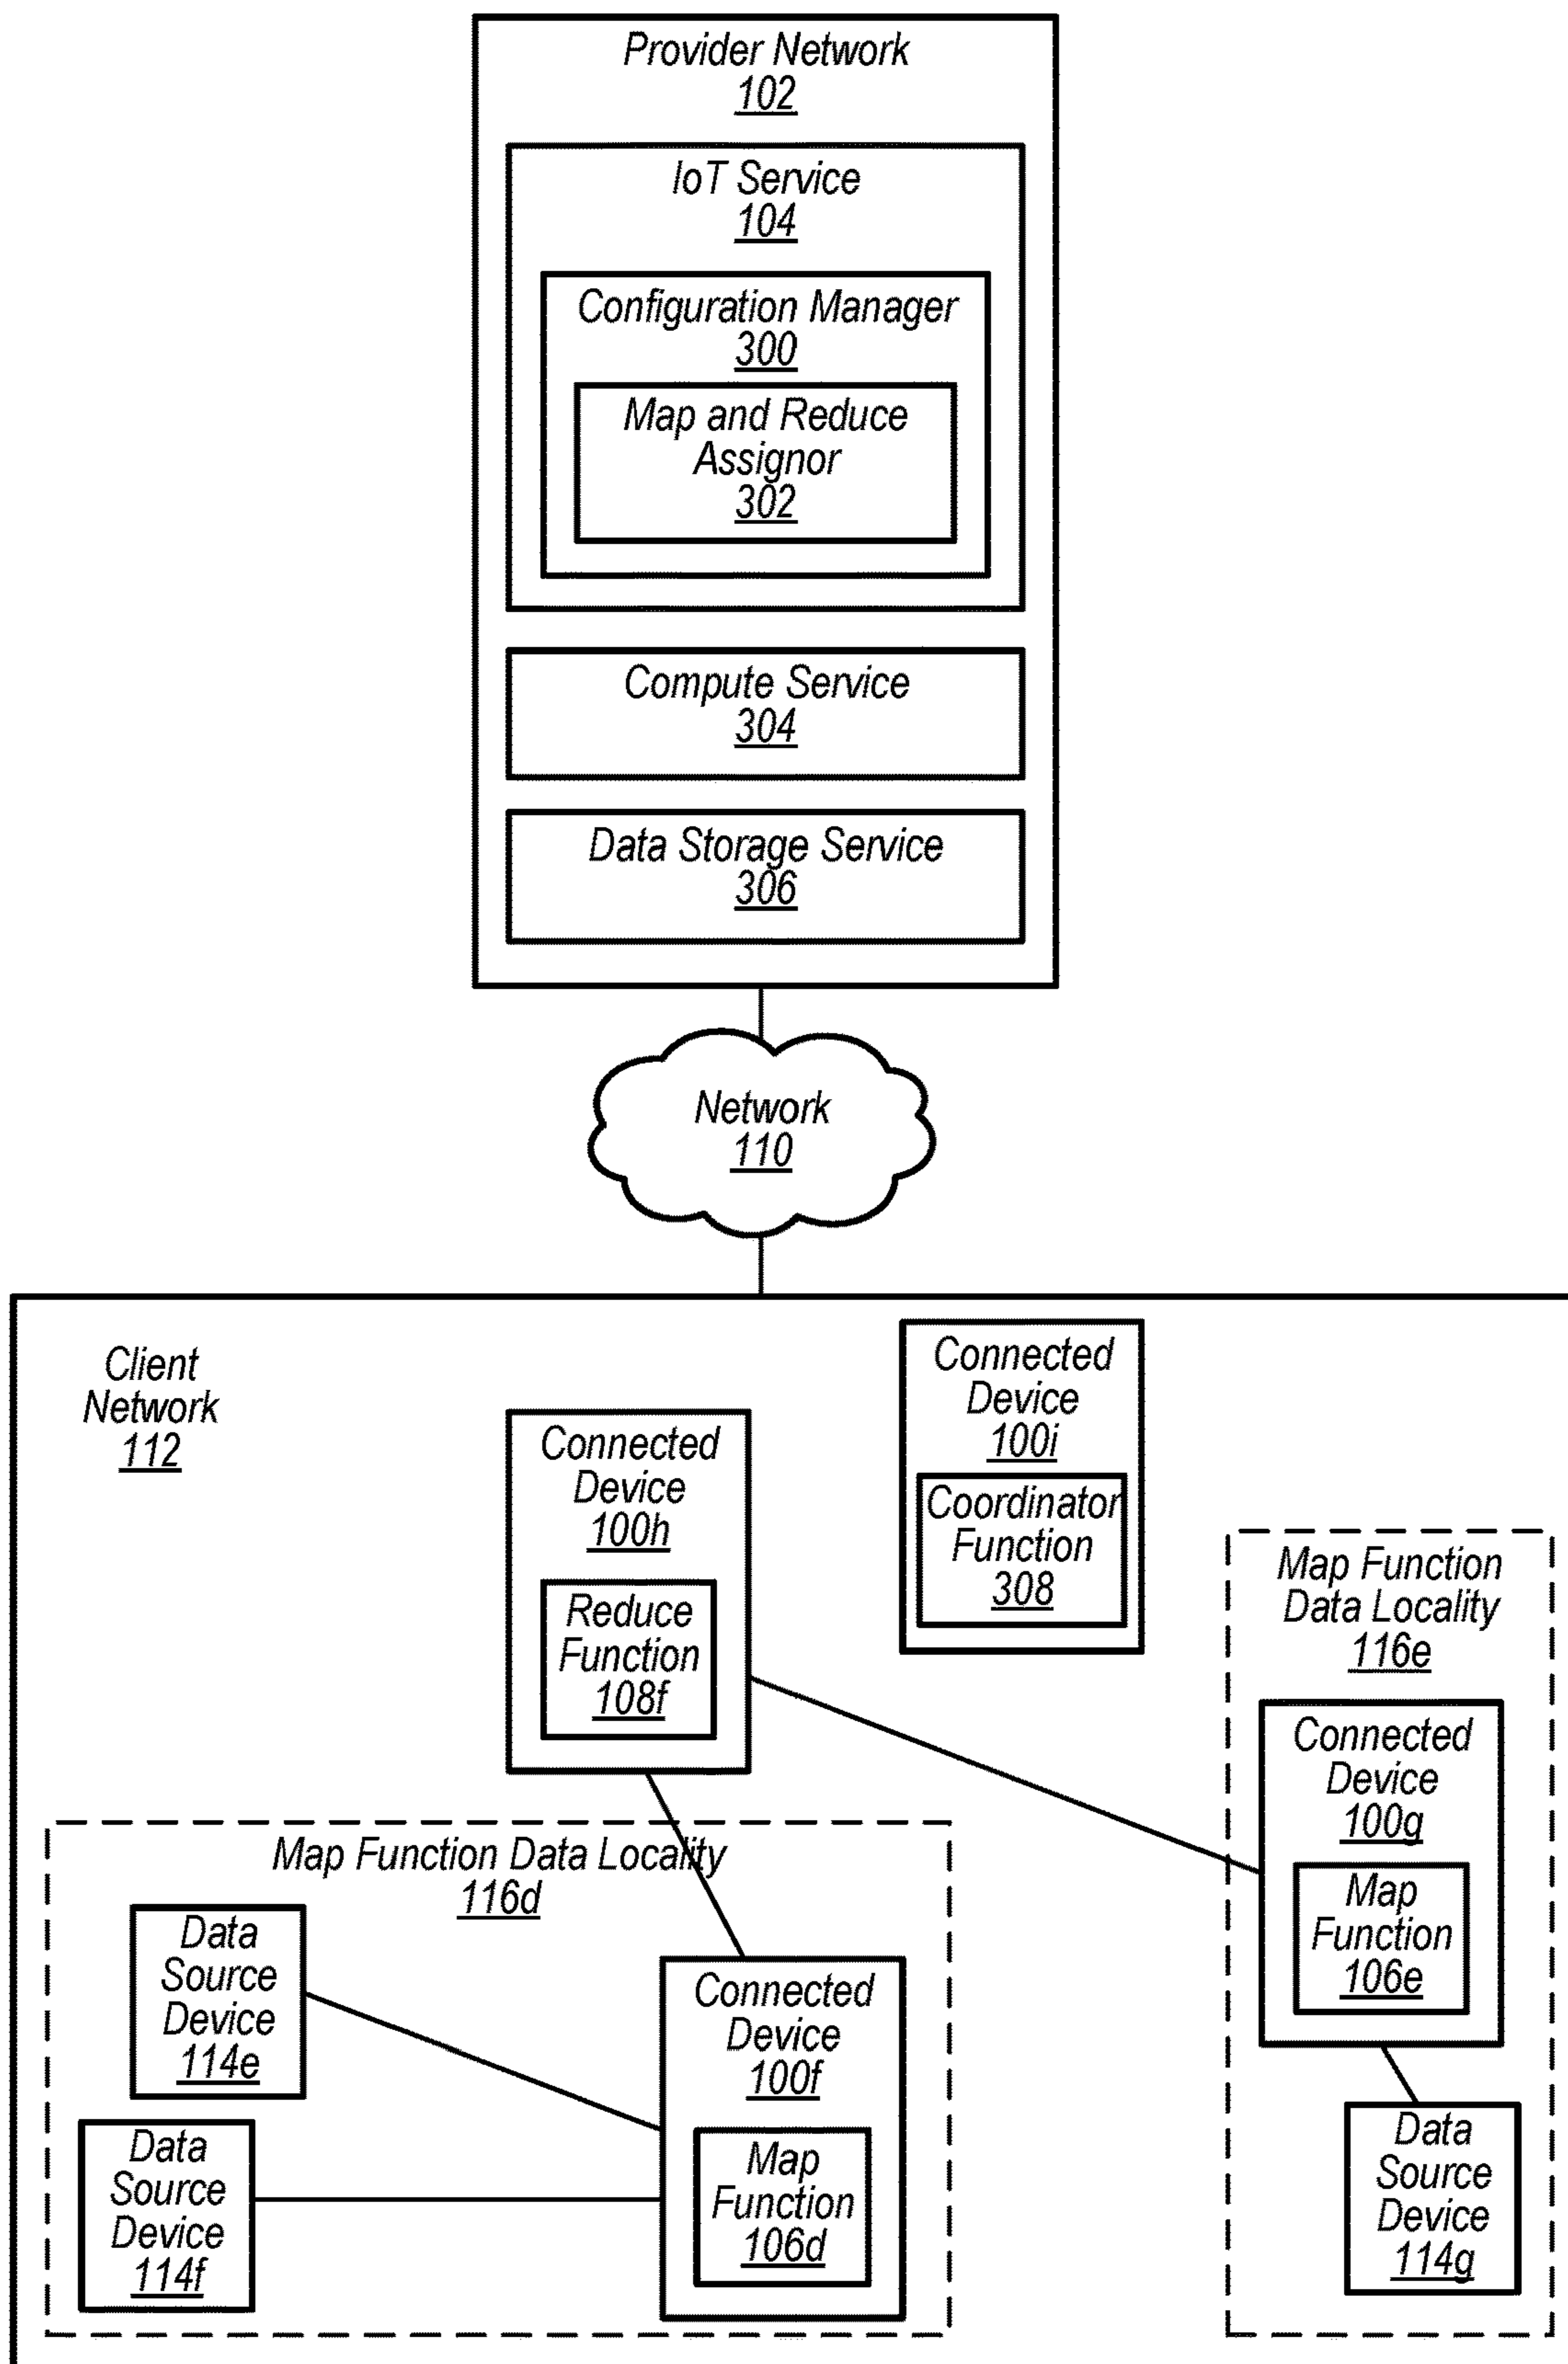 Provider Network
102
IoT Service
104
Configuration Manager
300
Map and Reduce
Assignor
302
Compute Service
304
Data Storage Service
306
Network
110
Client
Network
112
Connected
Device
100i
Coordinator
Function
308
Connected
Device
100h
Reduce
Function
108f
Map Function
Data Locality
116e
Connected
Device
100g
Map
Function
106e
Data
Source
Device
114g
Map Function Data Locality
116d
Data
Source
Device
114e
Connected
Device
100f
Map
Function
106d
Data
Source
Device
114f